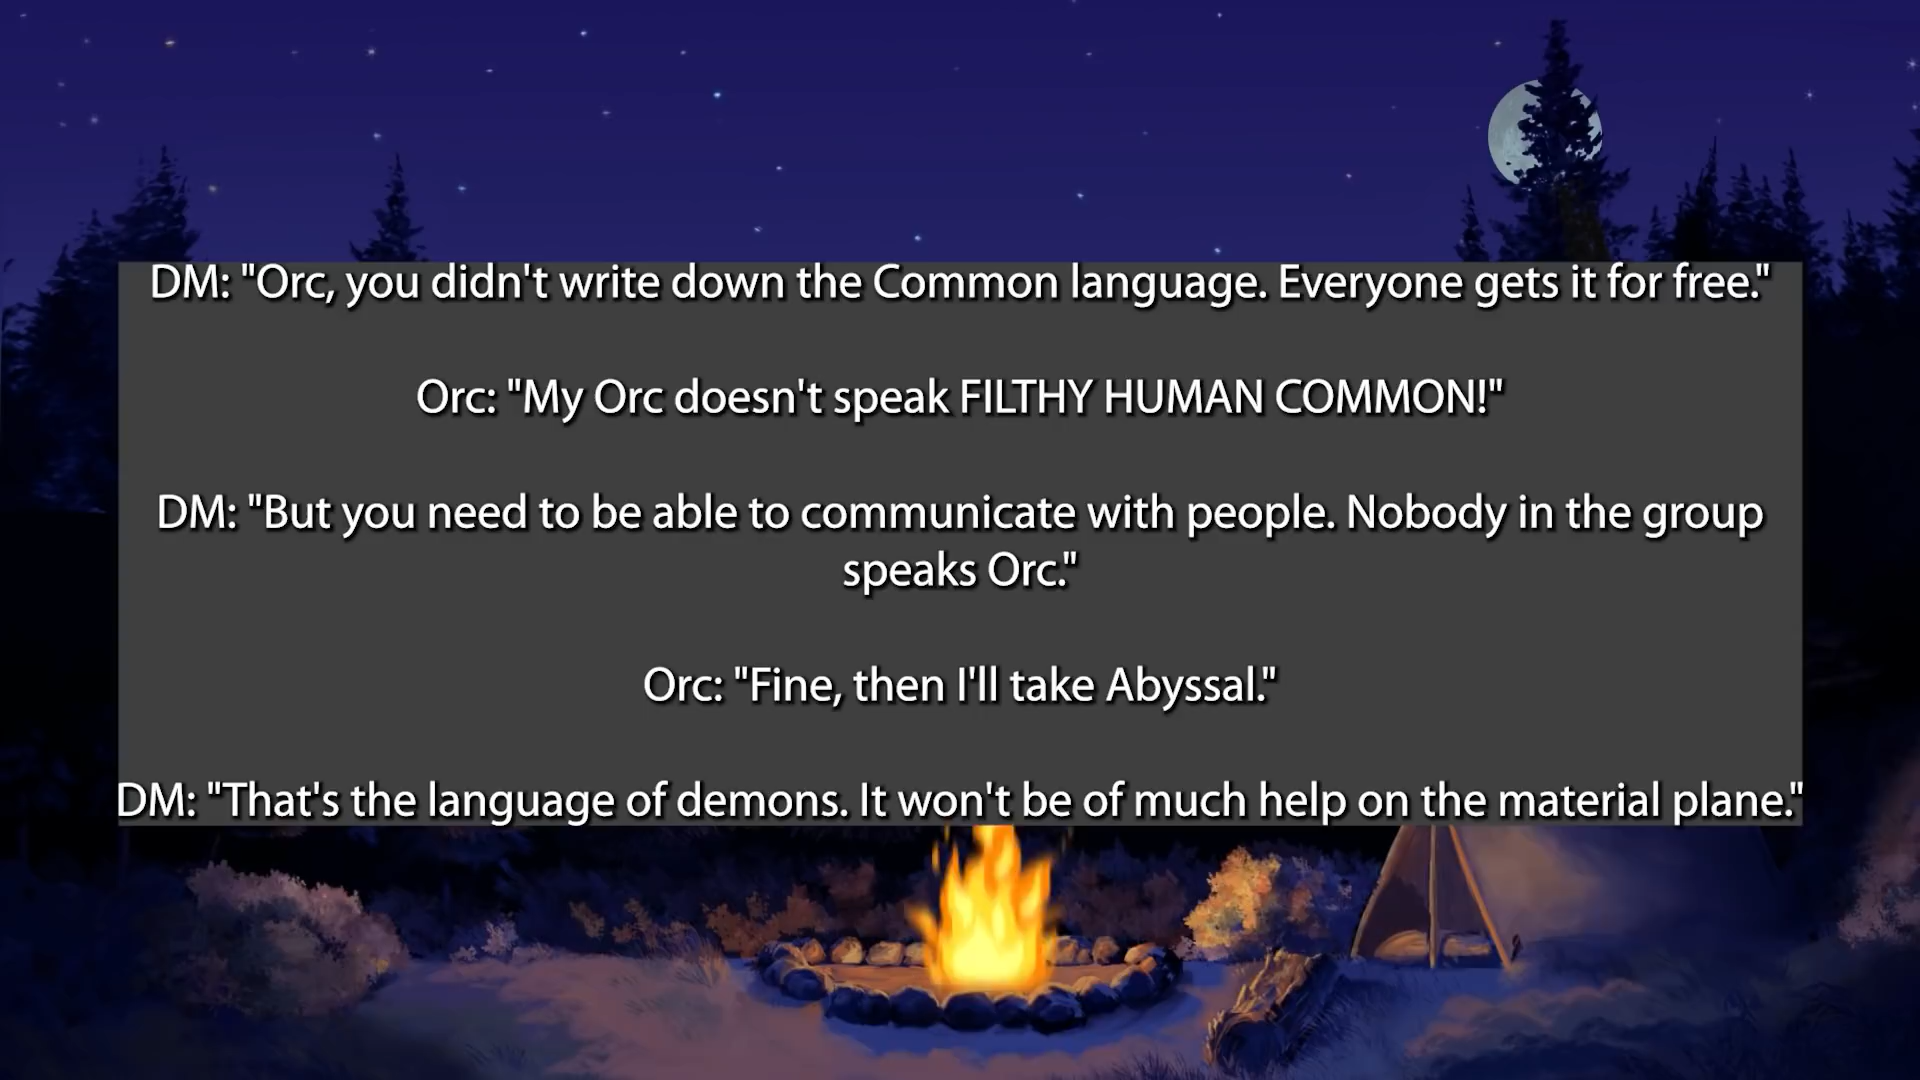 DM: "Orc, you didn't write down the Common language. Everyone gets it for free."
Orc: "My Orc doesn't speak FILTHY HUMAN COMMON!"
DM: "But you need to be able to communicate with people. Nobody in the group
speaks Orc."
Orc: "Fine, then I'll take Abyssal."
DM: "That's the language of demons. It won't be of much help on the material plane."